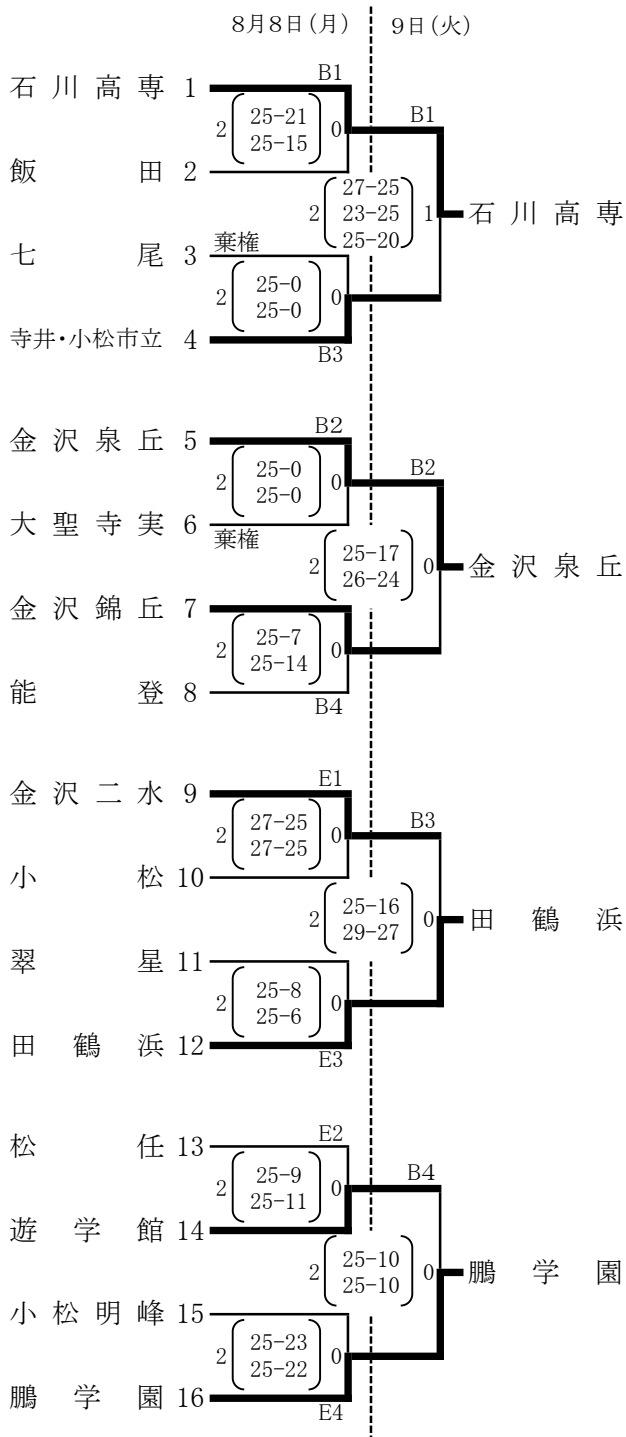 8月8日(月) 9日(火)
石川高専 1 B1
2 25-21 0 B1
25-15
飯田 2
2 27-25 1 石川高専
23-25
25-20
七尾 3 棄権
2 25-0 0
25-0
寺井・小松市立 4 B3
金沢泉丘 5 B2
2 25-0 0 B2
25-0
大聖寺実 6 棄権
2 25-17 0 金沢泉丘
26-24
金沢錦丘 7
2 25-7 0
25-14
能登 8 B4
金沢二水 9 E1
2 27-25 0 B3
27-25
小松 10
2 25-16 0 田鶴浜
29-27
翠星 11
2 25-8 0
25-6
田鶴浜 12 E3
松任 13 E2
2 25-9 0 B4
25-11
遊学館 14
2 25-10 0 鵬学園
25-10
小松明峰 15
2 25-23 0
25-22
鵬学園 16 E4